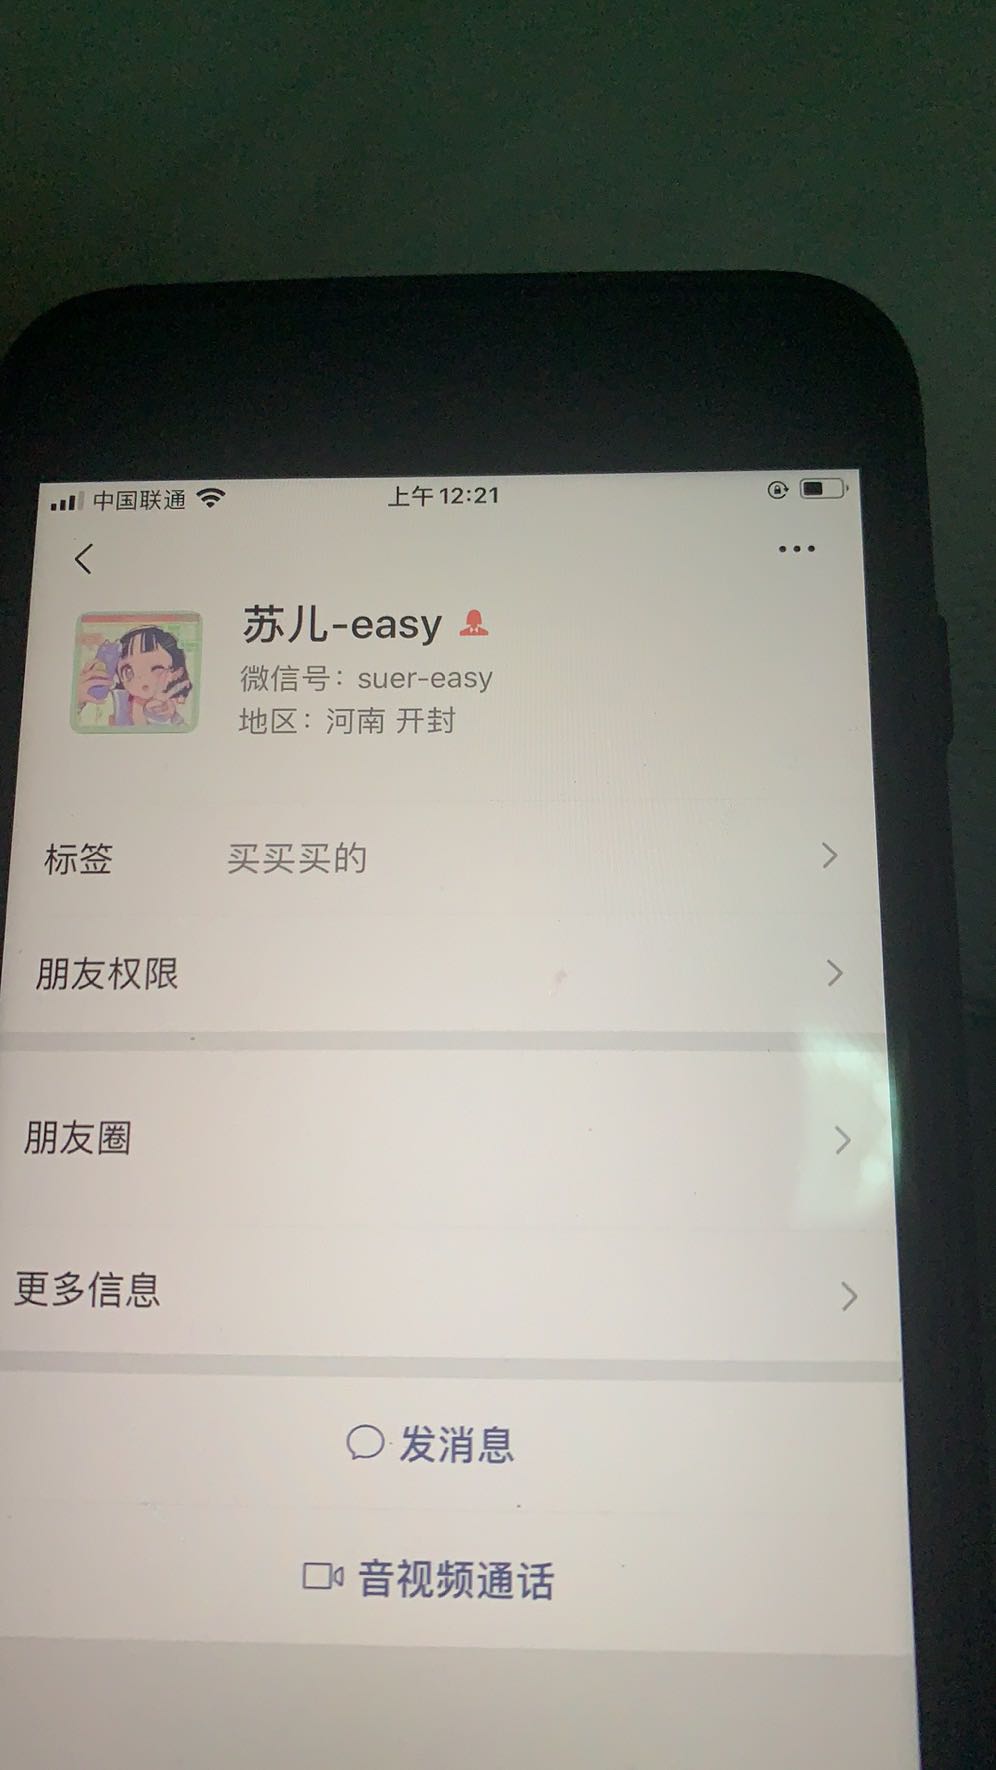 中国联通
上午12:21
苏儿-easy
微信号：suer-easy
地区：河南 开封
标签 买买买的
朋友权限
朋友圈
更多信息
发消息
音视频通话